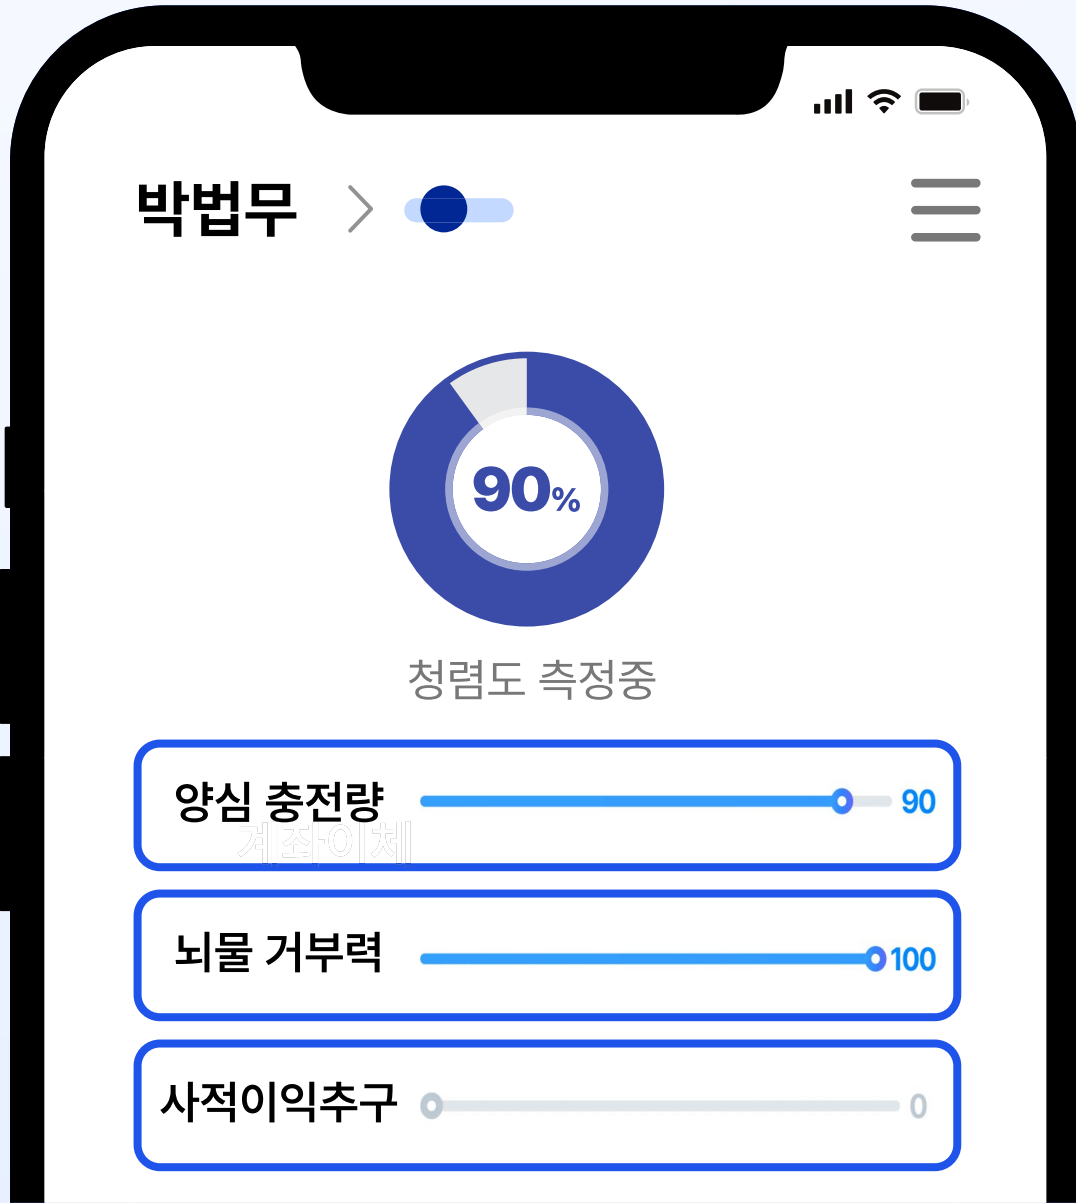 박법무
90%
청렴도 측정중
양심 충전량 90
계좌이체
뇌물 거부력 100
사적이익추구 0